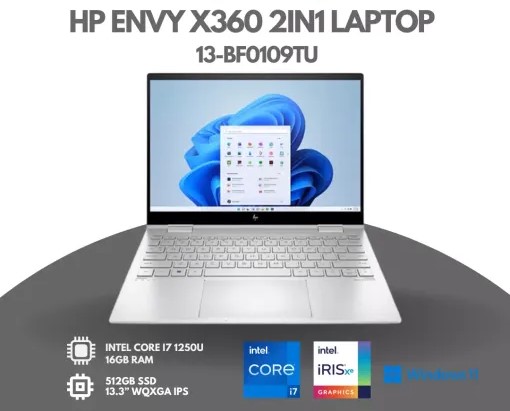 HP ENVY X360 2IN1 LAPTOP
13-BF0109TU
hp
INTEL CORE I7 1250U
16GB RAM
512GB SSD
13.3" WQXGA IPS
intel
CORE
i7
intel
iRIS xe
GRAPHICS
Windows 11